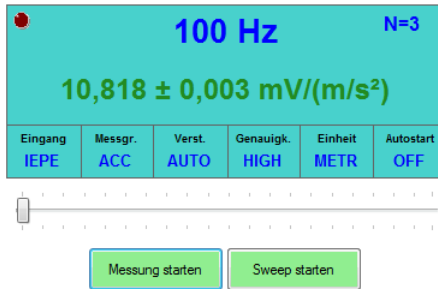 100 Hz N=3
10,818 ± 0,003 mV/(m/s²)
Eingang Messgr. Verst. Genauigk. Einheit Autostart
IEPE ACC AUTO HIGH METR OFF
Messung starten Sweep starten